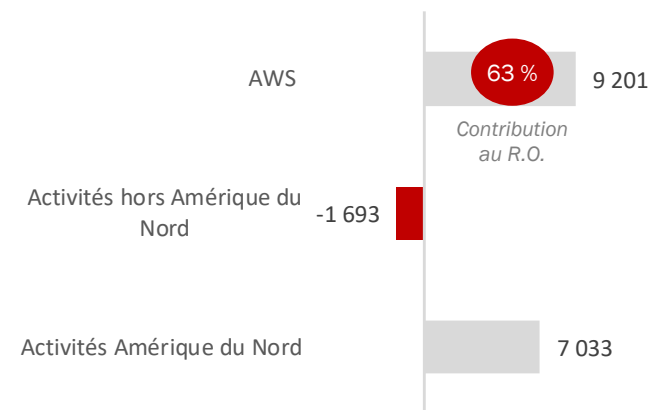 AWS
63 %
9 201
Contribution
au R.O.
Activités hors Amérique du
Nord
-1 693
Activités Amérique du Nord
7 033